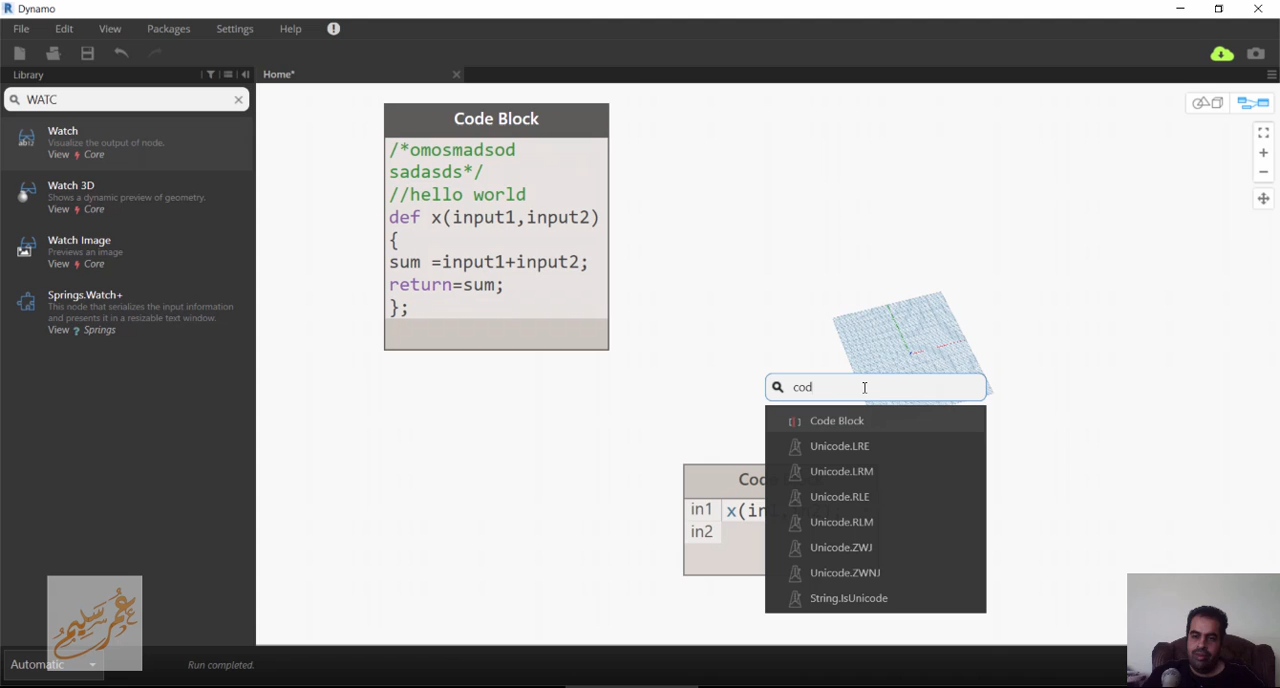 Dynamo
File Edit View Packages Settings Help
Library
Home*
WATC
Watch
Visualize the output of node.
View Core
Watch 3D
Shows a dynamic preview of geometry.
View Core
Watch Image
Previews an image
View Core
Springs.Watch+
This node that serializes the input information
and presents it in a resizable text window.
View ? Springs
Code Block
/*omosmadsod
sadasds*/
//hello world
def x(input1,input2)
{
sum =input1+input2;
return=sum;
};
cod
Code Block
Unicode.LRE
Unicode.LRM
Unicode.RLE
Unicode.RLM
Unicode.ZWJ
Unicode.ZWNJ
String.IsUnicode
in1
in2
عمر سليم
Automatic
Run completed.